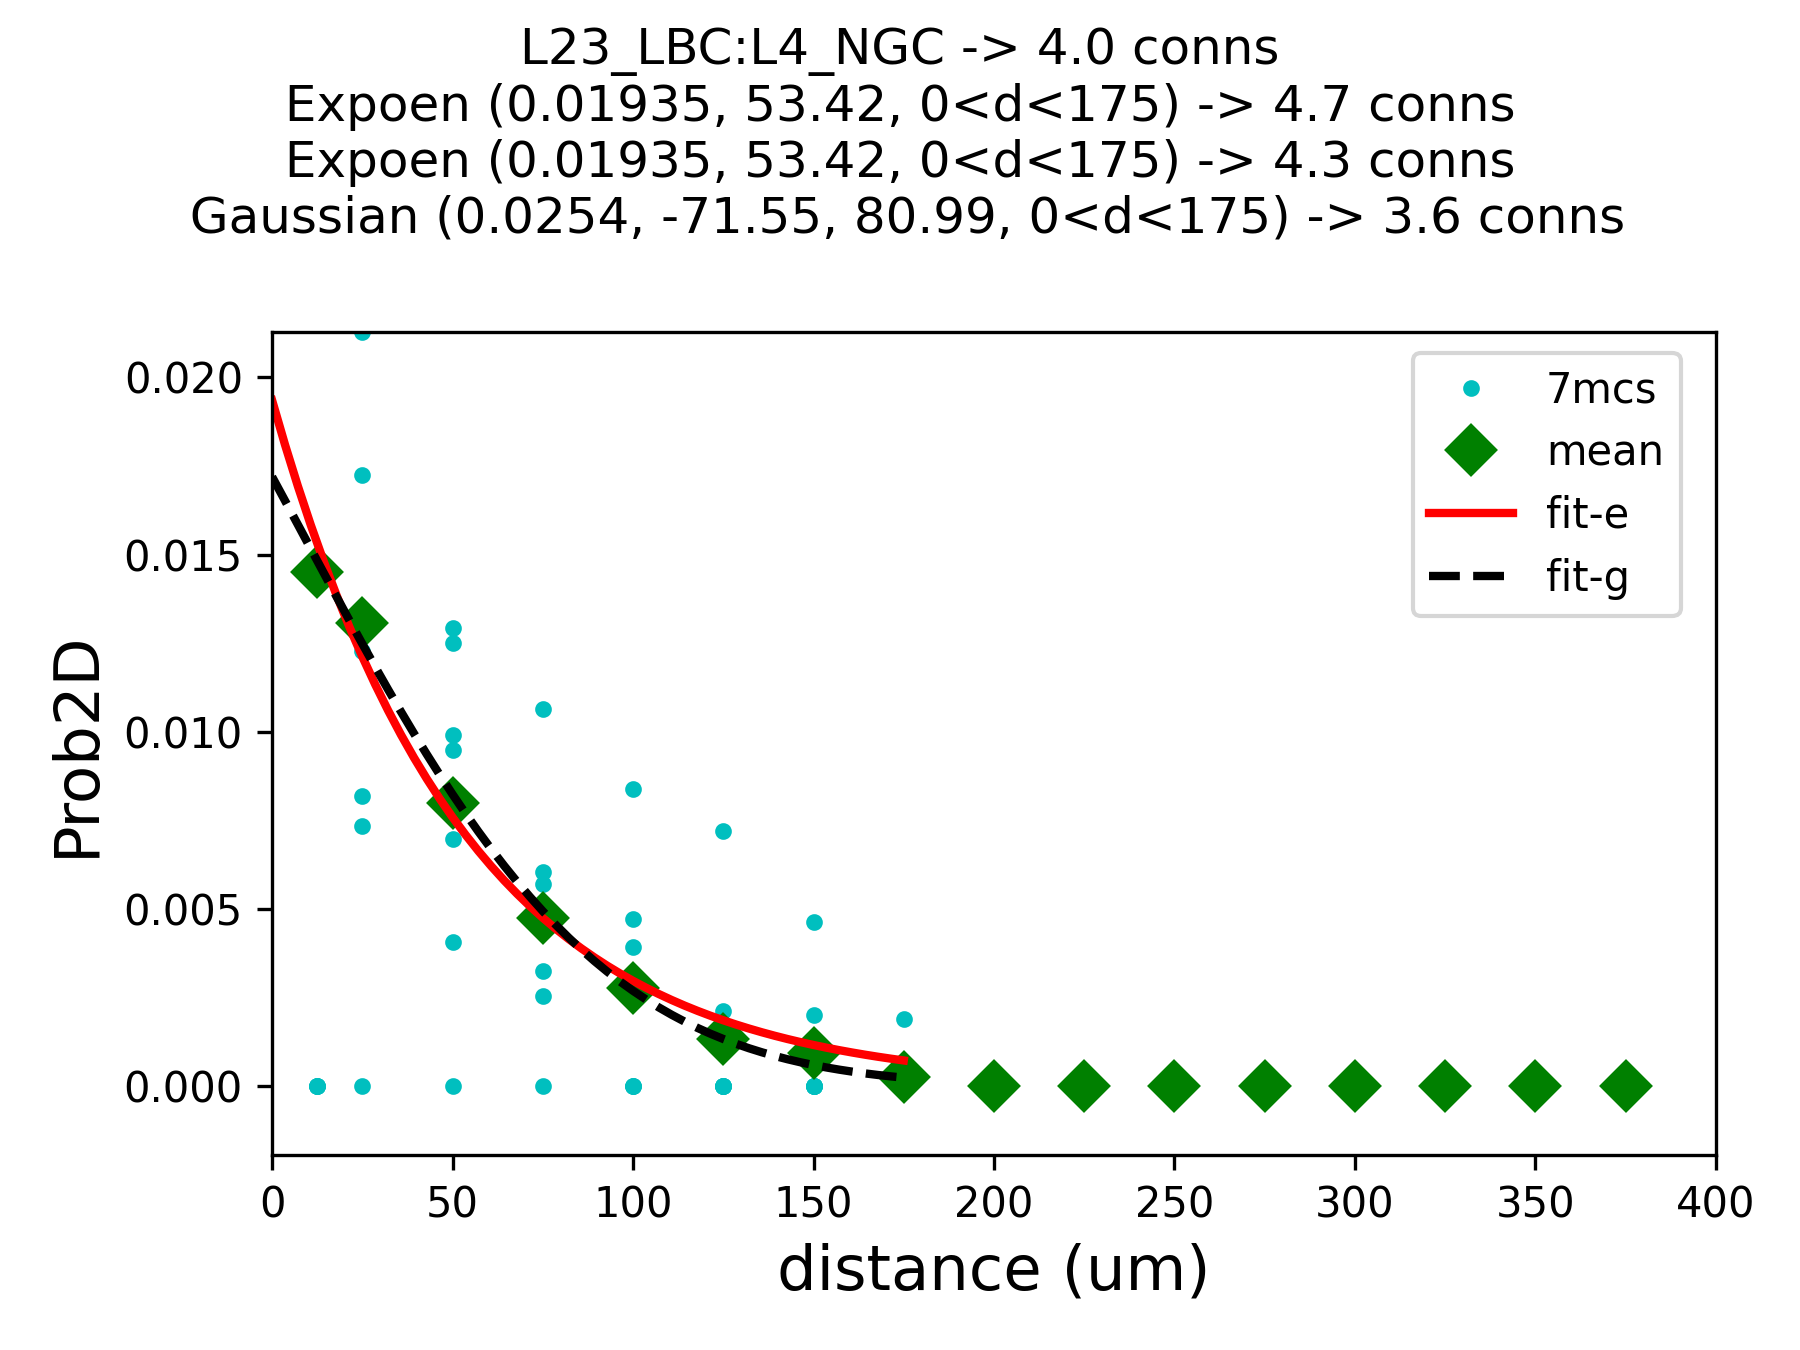 L23_LBC:L4_NGC -> 4.0 conns
Expoen (0.01935, 53.42, 0<d<175) -> 4.7 conns
Expoen (0.01935, 53.42, 0<d<175) -> 4.3 conns
Gaussian (0.0254, -71.55, 80.99, 0<d<175) -> 3.6 conns
7mcs
mean
fit-e
fit-g
Prob2D
0.020
0.015
0.010
0.005
0.000
0 50 100 150 200 250 300 350 400
distance (um)